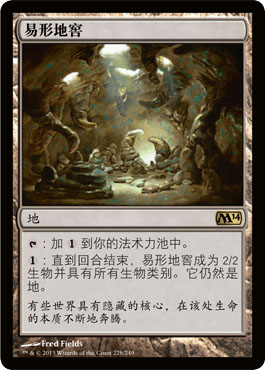 易形地窖
地
M14
:加 1 到你的法术力池中。
1:直到回合结束,易形地窖成为 2/2
生物并具有所有生物类别。它仍然是
地。
有些世界具有隐藏的核心,在该处生命
的本质不断地奔腾。
Fred Fields
™ & © 2013 Wizards of the Coast 228/249